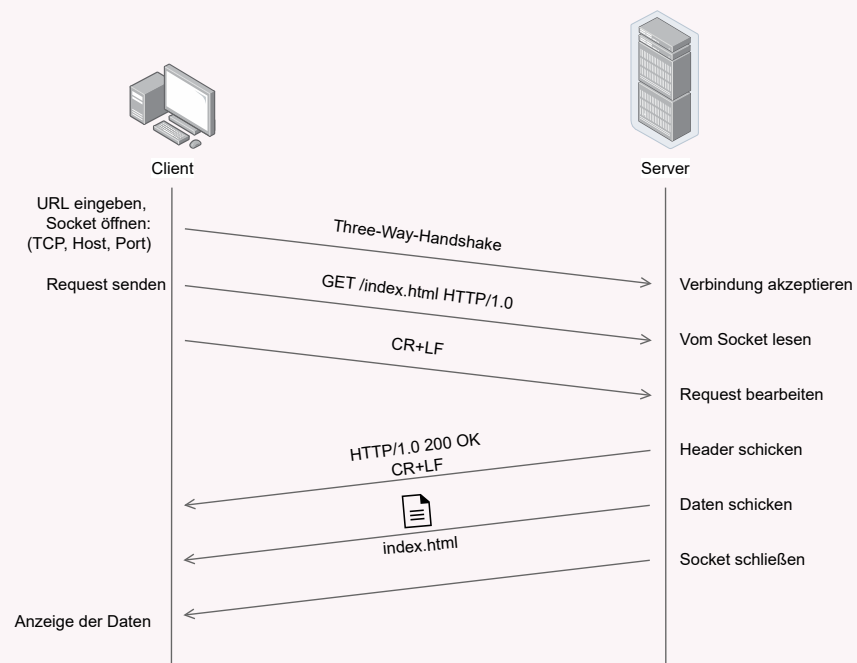 Client
Server
URL eingeben,
Socket öffnen:
(TCP, Host, Port)
Three-Way-Handshake
Request senden
GET /index.html HTTP/1.0
Verbindung akzeptieren
CR+LF
Vom Socket lesen
Request bearbeiten
HTTP/1.0 200 OK
CR+LF
Header schicken
Daten schicken
index.html
Socket schließen
Anzeige der Daten